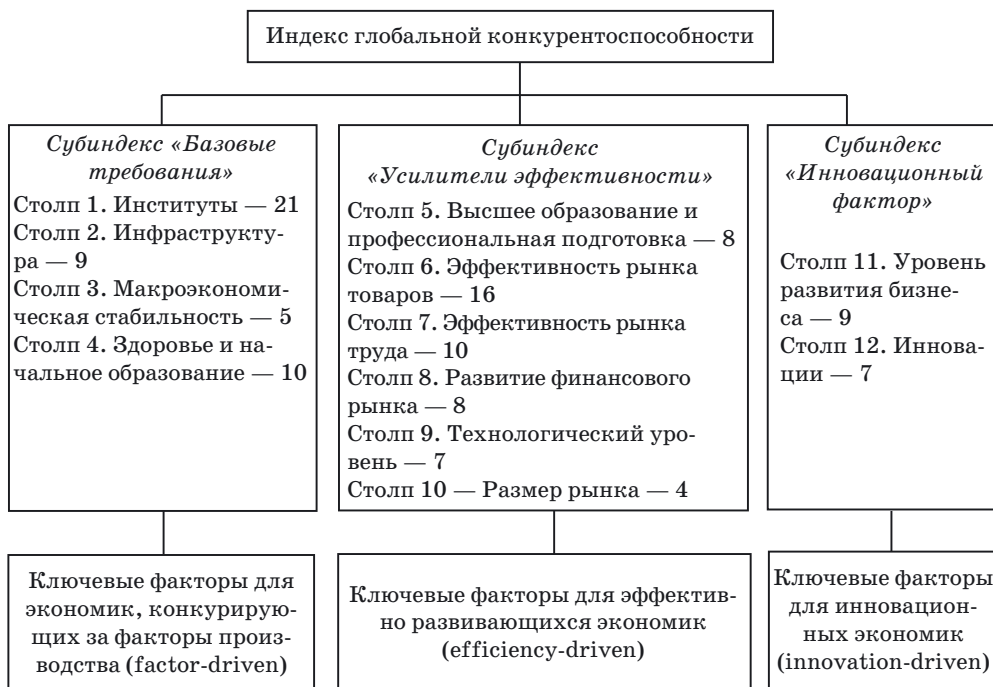 Индекс глобальной конкурентоспособности
Субиндекс «Базовые
требования»
Столп 1. Институты — 21
Столп 2. Инфраструкту-
ра — 9
Столп 3. Макроэкономи-
ческая стабильность — 5
Столп 4. Здоровье и на-
чальное образование — 10
Субиндекс
«Усилители эффективности»
Столп 5. Высшее образование и
профессиональная подготовка — 8
Столп 6. Эффективность рынка
товаров — 16
Столп 7. Эффективность рынка
труда — 10
Столп 8. Развитие финансового
рынка — 8
Столп 9. Технологический уро-
вень — 7
Столп 10 — Размер рынка — 4
Субиндекс
«Инновационный
фактор»
Столп 11. Уровень
развития бизне-
са — 9
Столп 12. Иннова-
ции — 7
Ключевые факторы для
экономик, конкурирую-
щих за факторы произ-
водства (factor-driven)
Ключевые факторы для эффектив-
но развивающихся экономик
(efficiency-driven)
Ключевые факторы
для инновацион-
ных экономик
(innovation-driven)